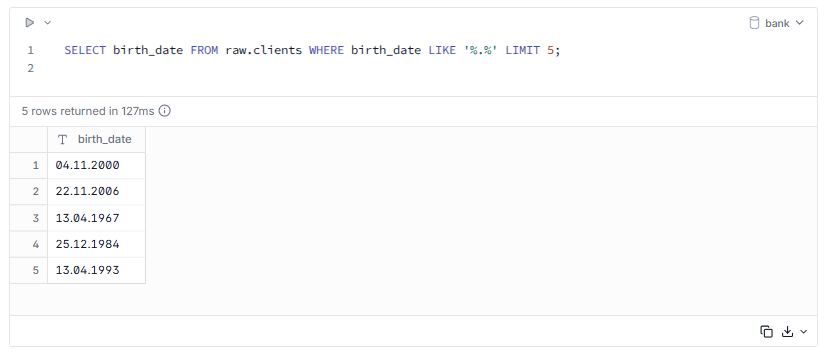 bank
1 SELECT birth_date FROM raw.clients WHERE birth_date LIKE '%.%' LIMIT 5;
2
5 rows returned in 127ms
T birth_date
1 04.11.2000
2 22.11.2006
3 13.04.1967
4 25.12.1984
5 13.04.1993